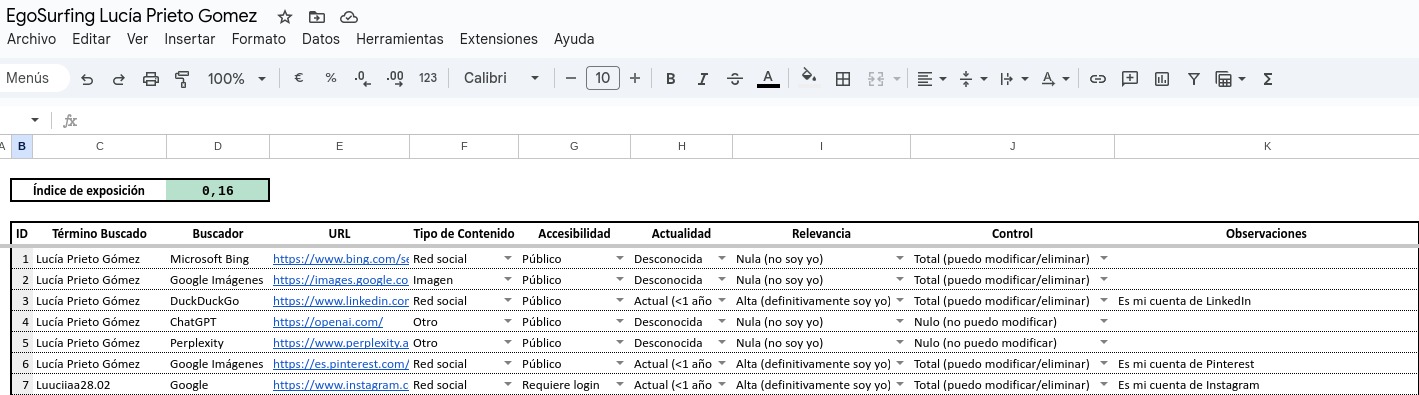 EgoSurfing Lucía Prieto Gomez
Archivo Editar Ver Insertar Formato Datos Herramientas Extensiones Ayuda
Menús 100% € % .0 .00 123 Calibri 10 B I S A Σ
fx
A B C D E F G H I J K
Índice de exposición 0,16
ID Término Buscado Buscador URL Tipo de Contenido Accesibilidad Actualidad Relevancia Control Observaciones
1 Lucía Prieto Gómez Microsoft Bing https://www.bing.com/se Red social Público Desconocida Nula (no soy yo) Total (puedo modificar/eliminar)
2 Lucía Prieto Gómez Google Imágenes https://images.google.co Imagen Público Desconocida Nula (no soy yo) Total (puedo modificar/eliminar)
3 Lucía Prieto Gómez DuckDuckGo https://www.linkedin.con Red social Público Actual (<1 año Alta (definitivamente soy yo) Total (puedo modificar/eliminar) Es mi cuenta de LinkedIn
4 Lucía Prieto Gómez ChatGPT https://openai.com/ Otro Público Desconocida Nula (no soy yo) Nulo (no puedo modificar)
5 Lucía Prieto Gómez Perplexity https://www.perplexity.a Otro Público Desconocida Nula (no soy yo) Nulo (no puedo modificar)
6 Lucía Prieto Gómez Google Imágenes https://es.pinterest.com/ Red social Público Actual (<1 año Alta (definitivamente soy yo) Total (puedo modificar/eliminar) Es mi cuenta de Pinterest
7 Luuciiaa28.02 Google https://www.instagram.c Red social Requiere login Actual (<1 año Alta (definitivamente soy yo) Total (puedo modificar/eliminar) Es mi cuenta de Instagram